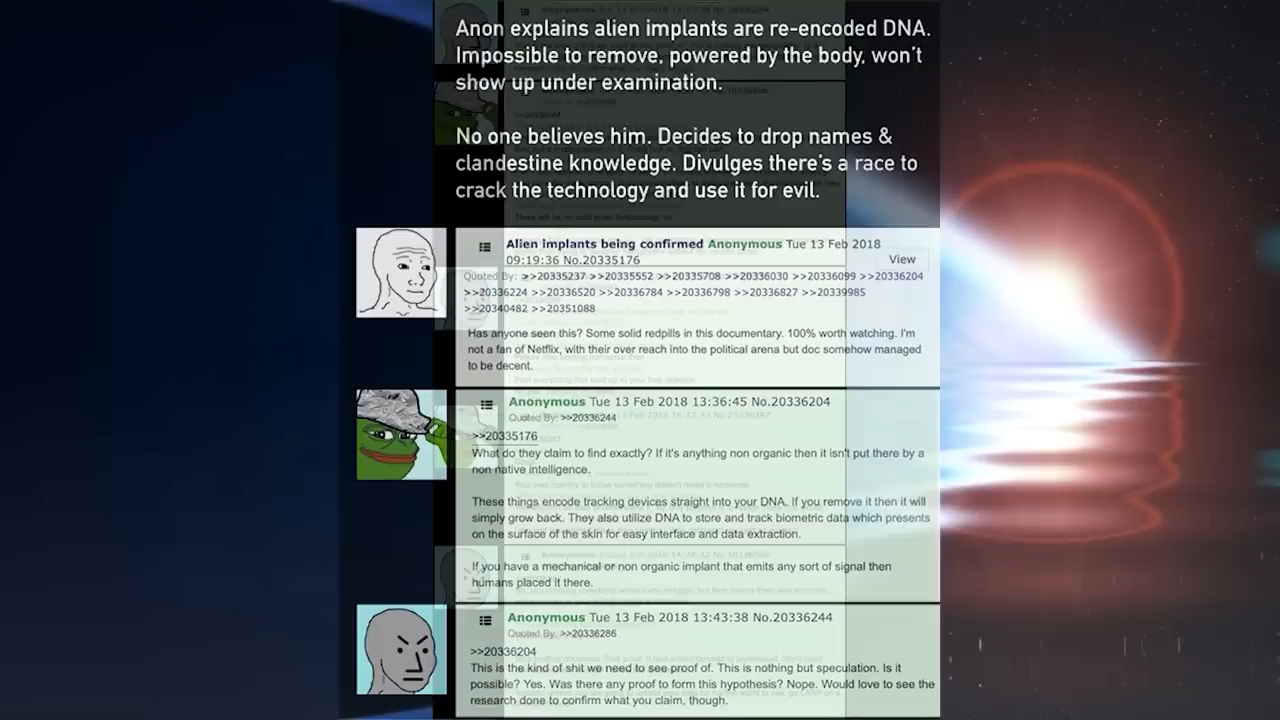 Anon explains alien implants are re-encoded DNA.
Impossible to remove, powered by the body, won't
show up under examination.
No one believes him. Decides to drop names &
clandestine knowledge. Divulges there's a race to
crack the technology and use it for evil.
Alien implants being confirmed Anonymous Tue 13 Feb 2018
09:19:36 No.20335176
View
Quoted By: >>20335237 >>20335552 >>20335708 >>20336030 >>20336099 >>20336204
>>20336224 >>20336520 >>20336784 >>20336798 >>20336827 >>20339985
>>20340482 >>20351088
Has anyone seen this? Some solid redpills in this documentary. 100% worth watching. I'm
not a fan of Netflix, with their over reach into the political arena but doc somehow managed
to be decent.
Anonymous Tue 13 Feb 2018 13:36:45 No.20336204
Quoted By: >>20336244
>>20335176
What do they claim to find exactly? If it's anything non organic then it isn't put there by a
non native intelligence.
These things encode tracking devices straight into your DNA. If you remove it then it will
simply grow back. They also utilize DNA to store and track biometric data which presents
on the surface of the skin for easy interface and data extraction.
If you have a mechanical or non organic implant that emits any sort of signal then
humans placed it there.
Anonymous Tue 13 Feb 2018 13:43:38 No.20336244
Quoted By: >>20336286
>>20336204
This is the kind of shit we need to see proof of. This is nothing but speculation. Is it
possible? Yes. Was there any proof to form this hypothesis? Nope. Would love to see the
research done to confirm what you claim, though.